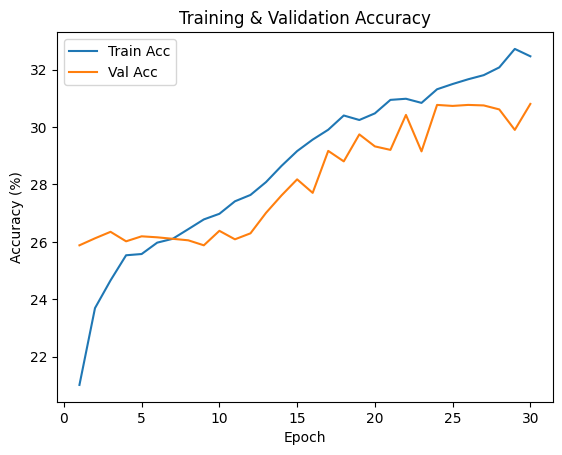 Training & Validation Accuracy
Train Acc
Val Acc
Accuracy (%)
32
30
28
26
24
22
0 5 10 15 20 25 30
Epoch